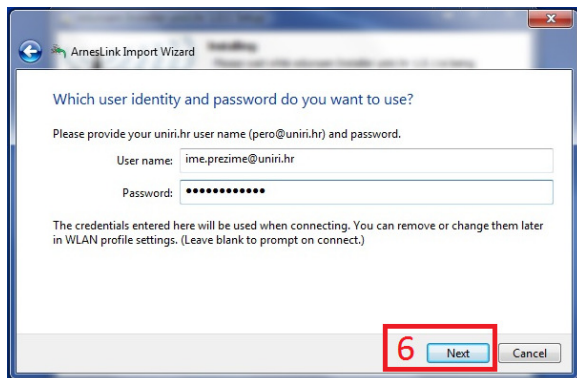 ArnesLink Import Wizard
Which user identity and password do you want to use?
Please provide your uniri.hr user name (pero@uniri.hr) and password.
User name: ime.prezime@uniri.hr
Password: ●●●●●●●●●●●●
The credentials entered here will be used when connecting. You can remove or change them later
in WLAN profile settings. (Leave blank to prompt on connect.)
6 Next Cancel